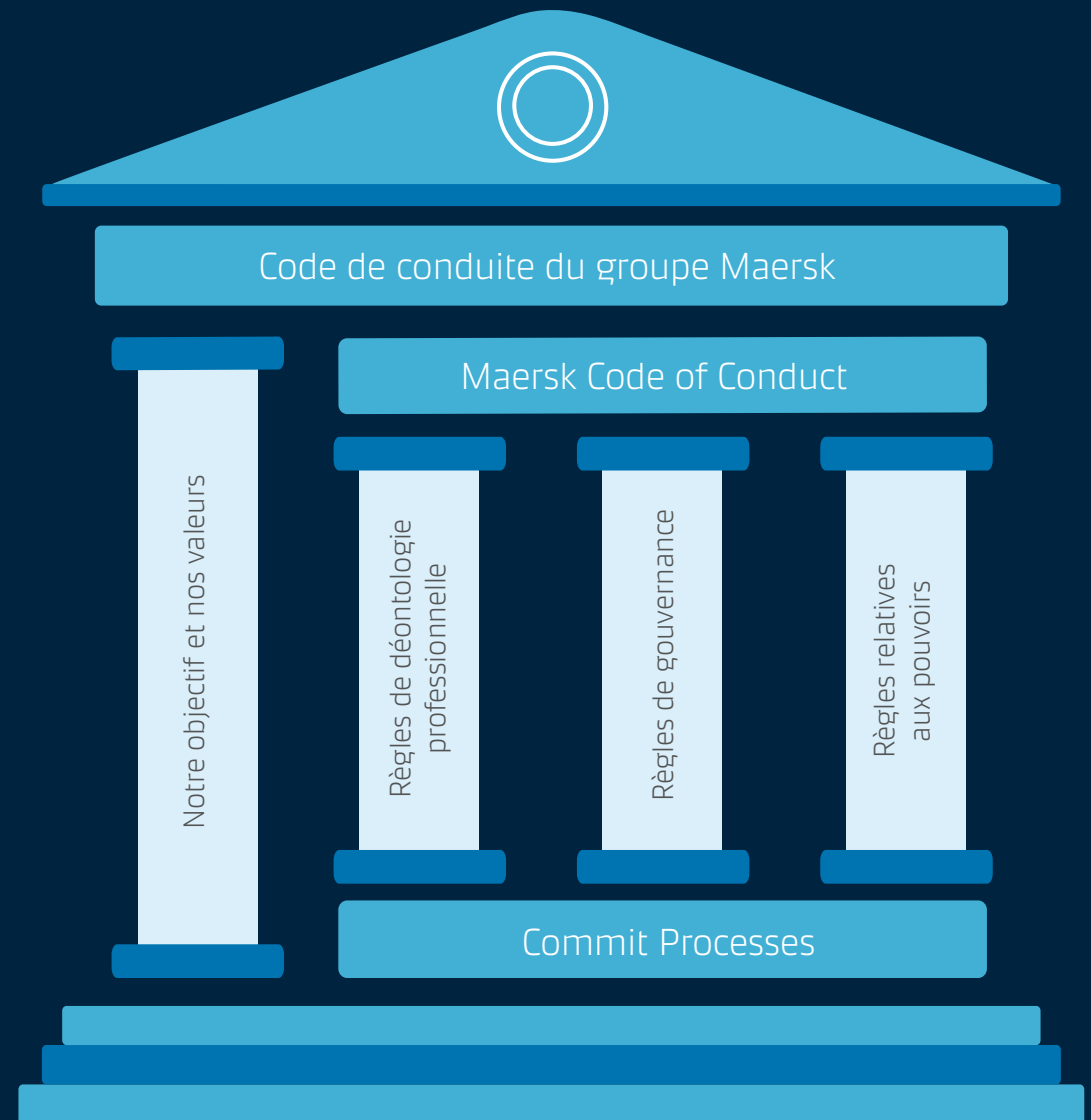 Code de conduite du groupe Maersk
Maersk Code of Conduct
Notre objectif et nos valeurs
Règles de déontologie
professionnelle
Règles de gouvernance
Règles relatives
aux pouvoirs
Commit Processes